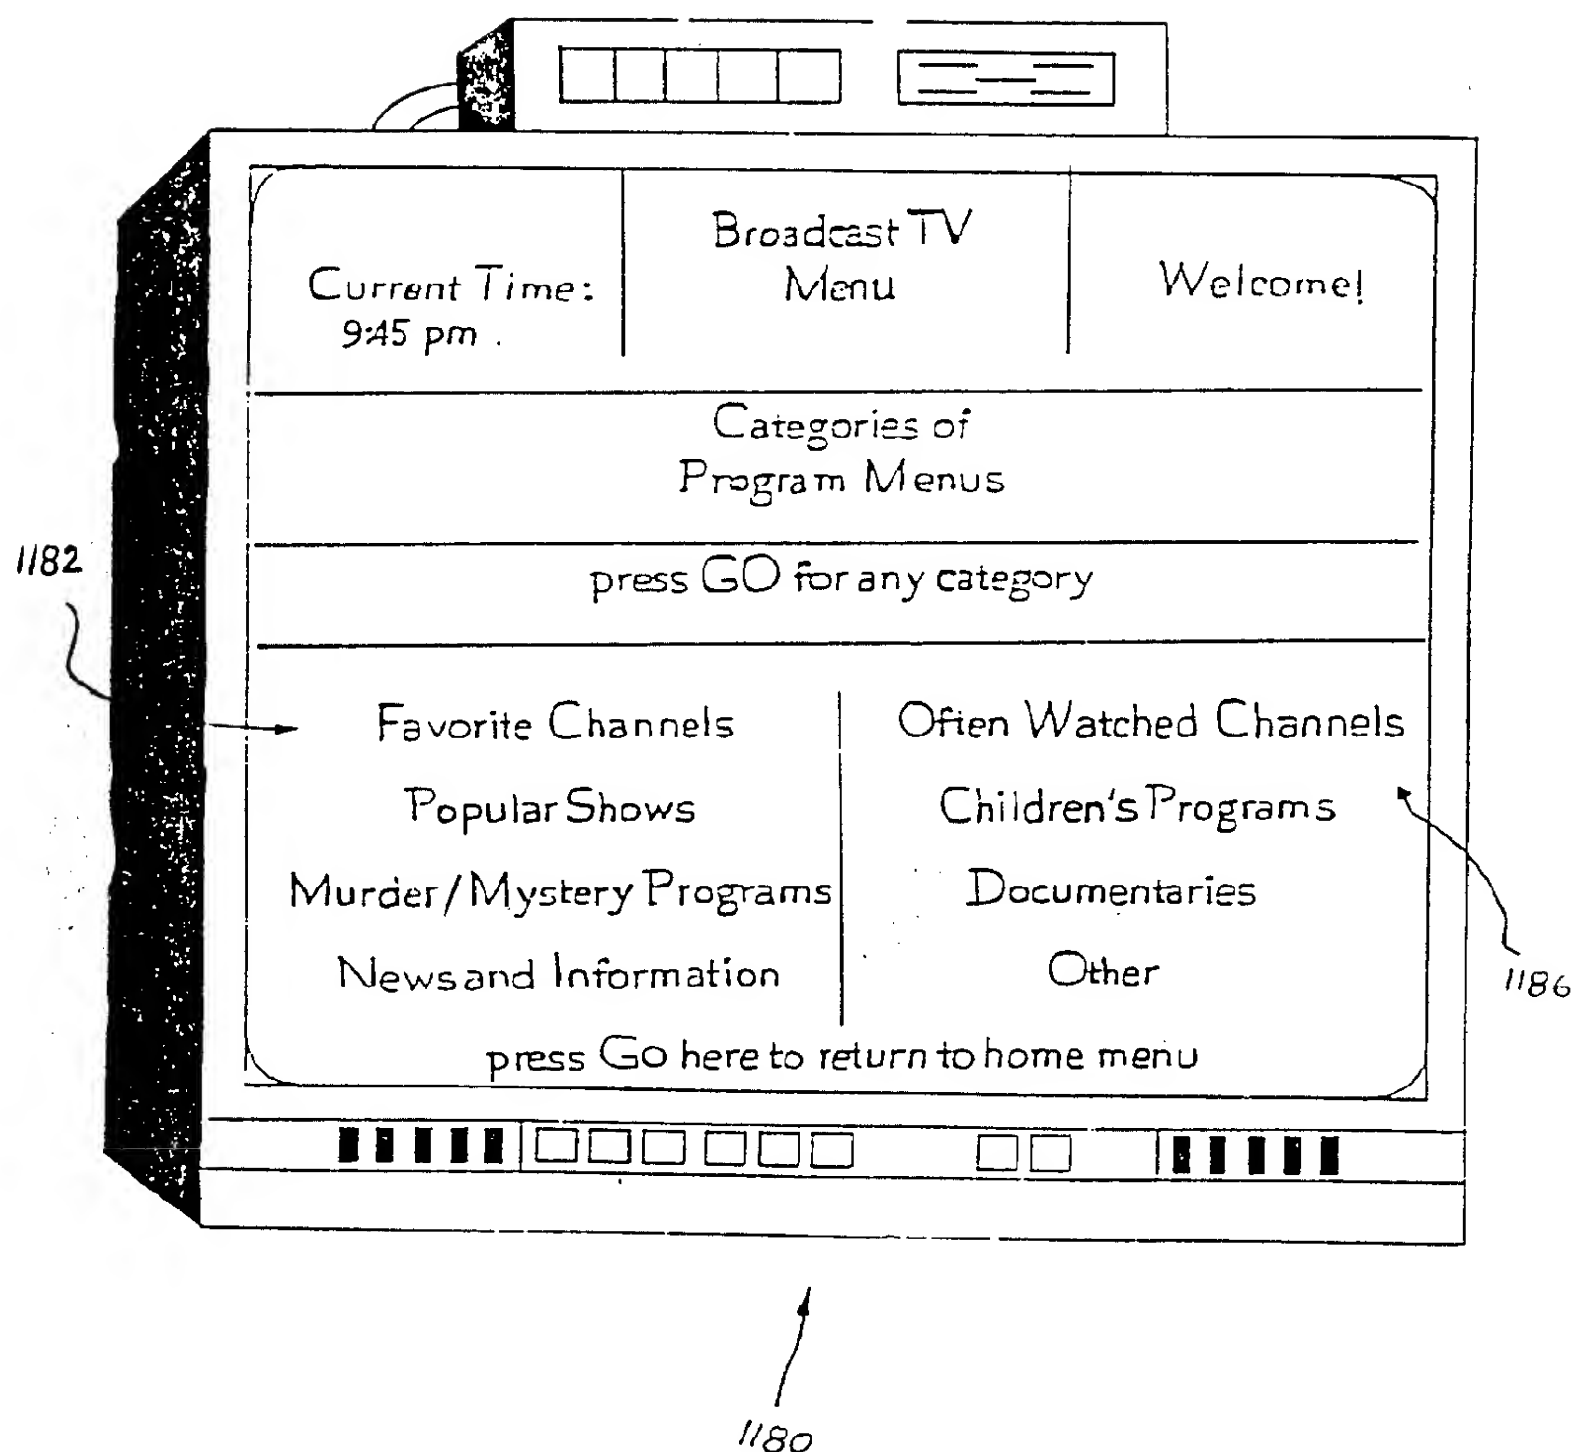 Broadcast TV
Menu
Current Time:
9:45 pm .
Welcome!
Categories of
Program Menus
press GO for any category
1182
Favorite Channels
Often Watched Channels
Popular Shows
Children's Programs
Murder/Mystery Programs
Documentaries
News and Information
Other
1186
press Go here to return to home menu
1180